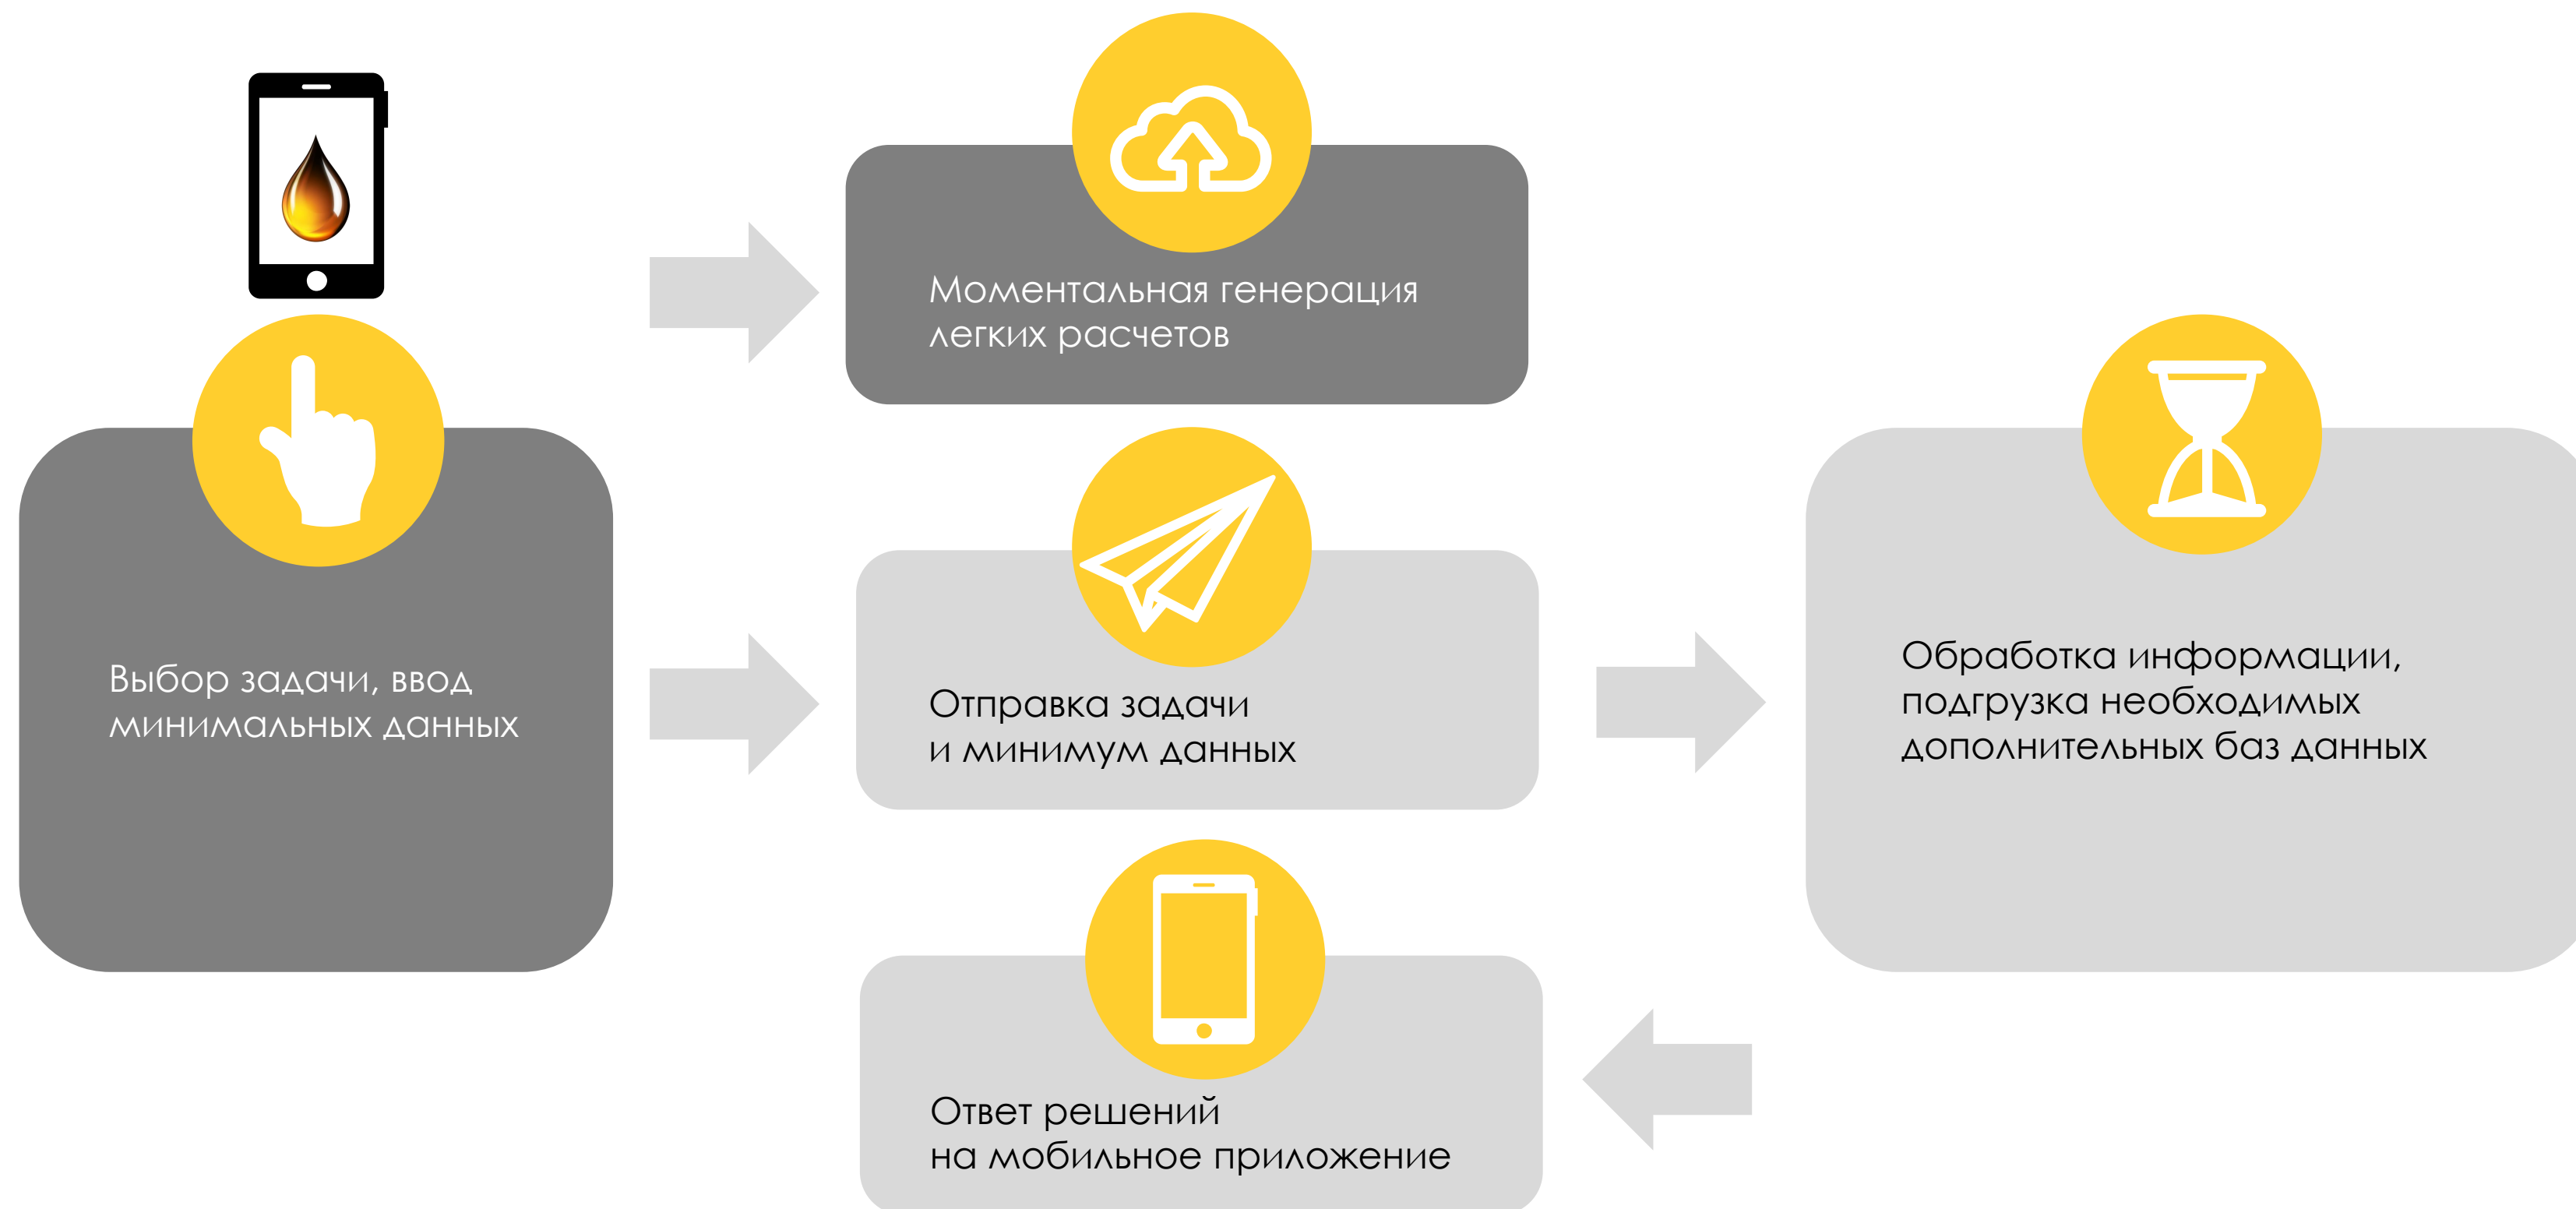 Моментальная генерация
легких расчетов
Выбор задачи, ввод
минимальных данных
Отправка задачи
и минимум данных
Обработка информации,
подгрузка необходимых
дополнительных баз данных
Ответ решений
на мобильное приложение